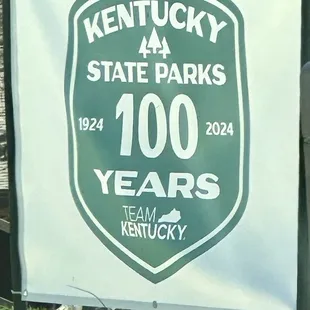 KENTUCKY
STATE PARKS
1924 100 2024
YEARS
TEAM
KENTUCKY